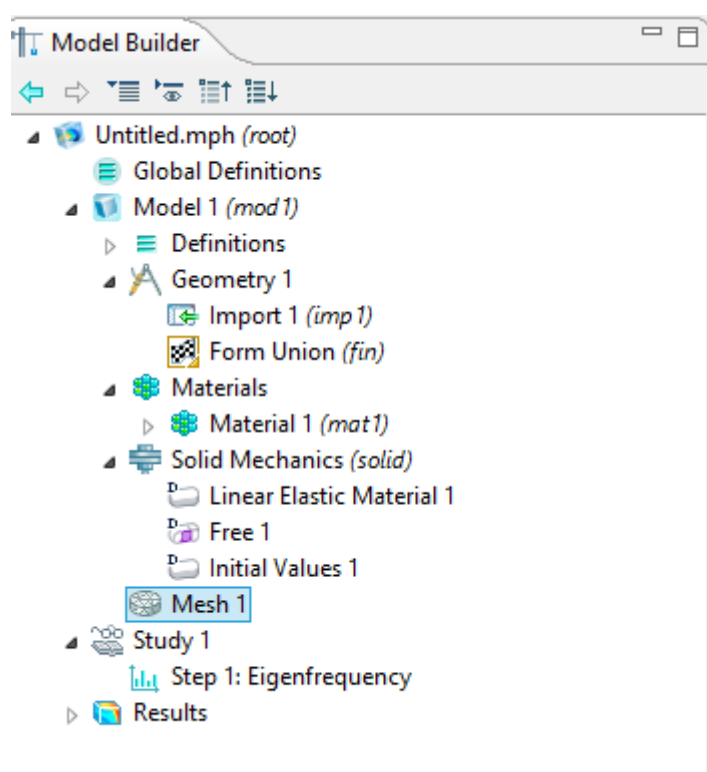 Model Builder
Untitled.mph (root)
Global Definitions
Model 1 (mod1)
Definitions
Geometry 1
Import 1 (imp1)
Form Union (fin)
Materials
Material 1 (mat1)
Solid Mechanics (solid)
D Linear Elastic Material 1
D Free 1
D Initial Values 1
Mesh 1
Study 1
Step 1: Eigenfrequency
Results